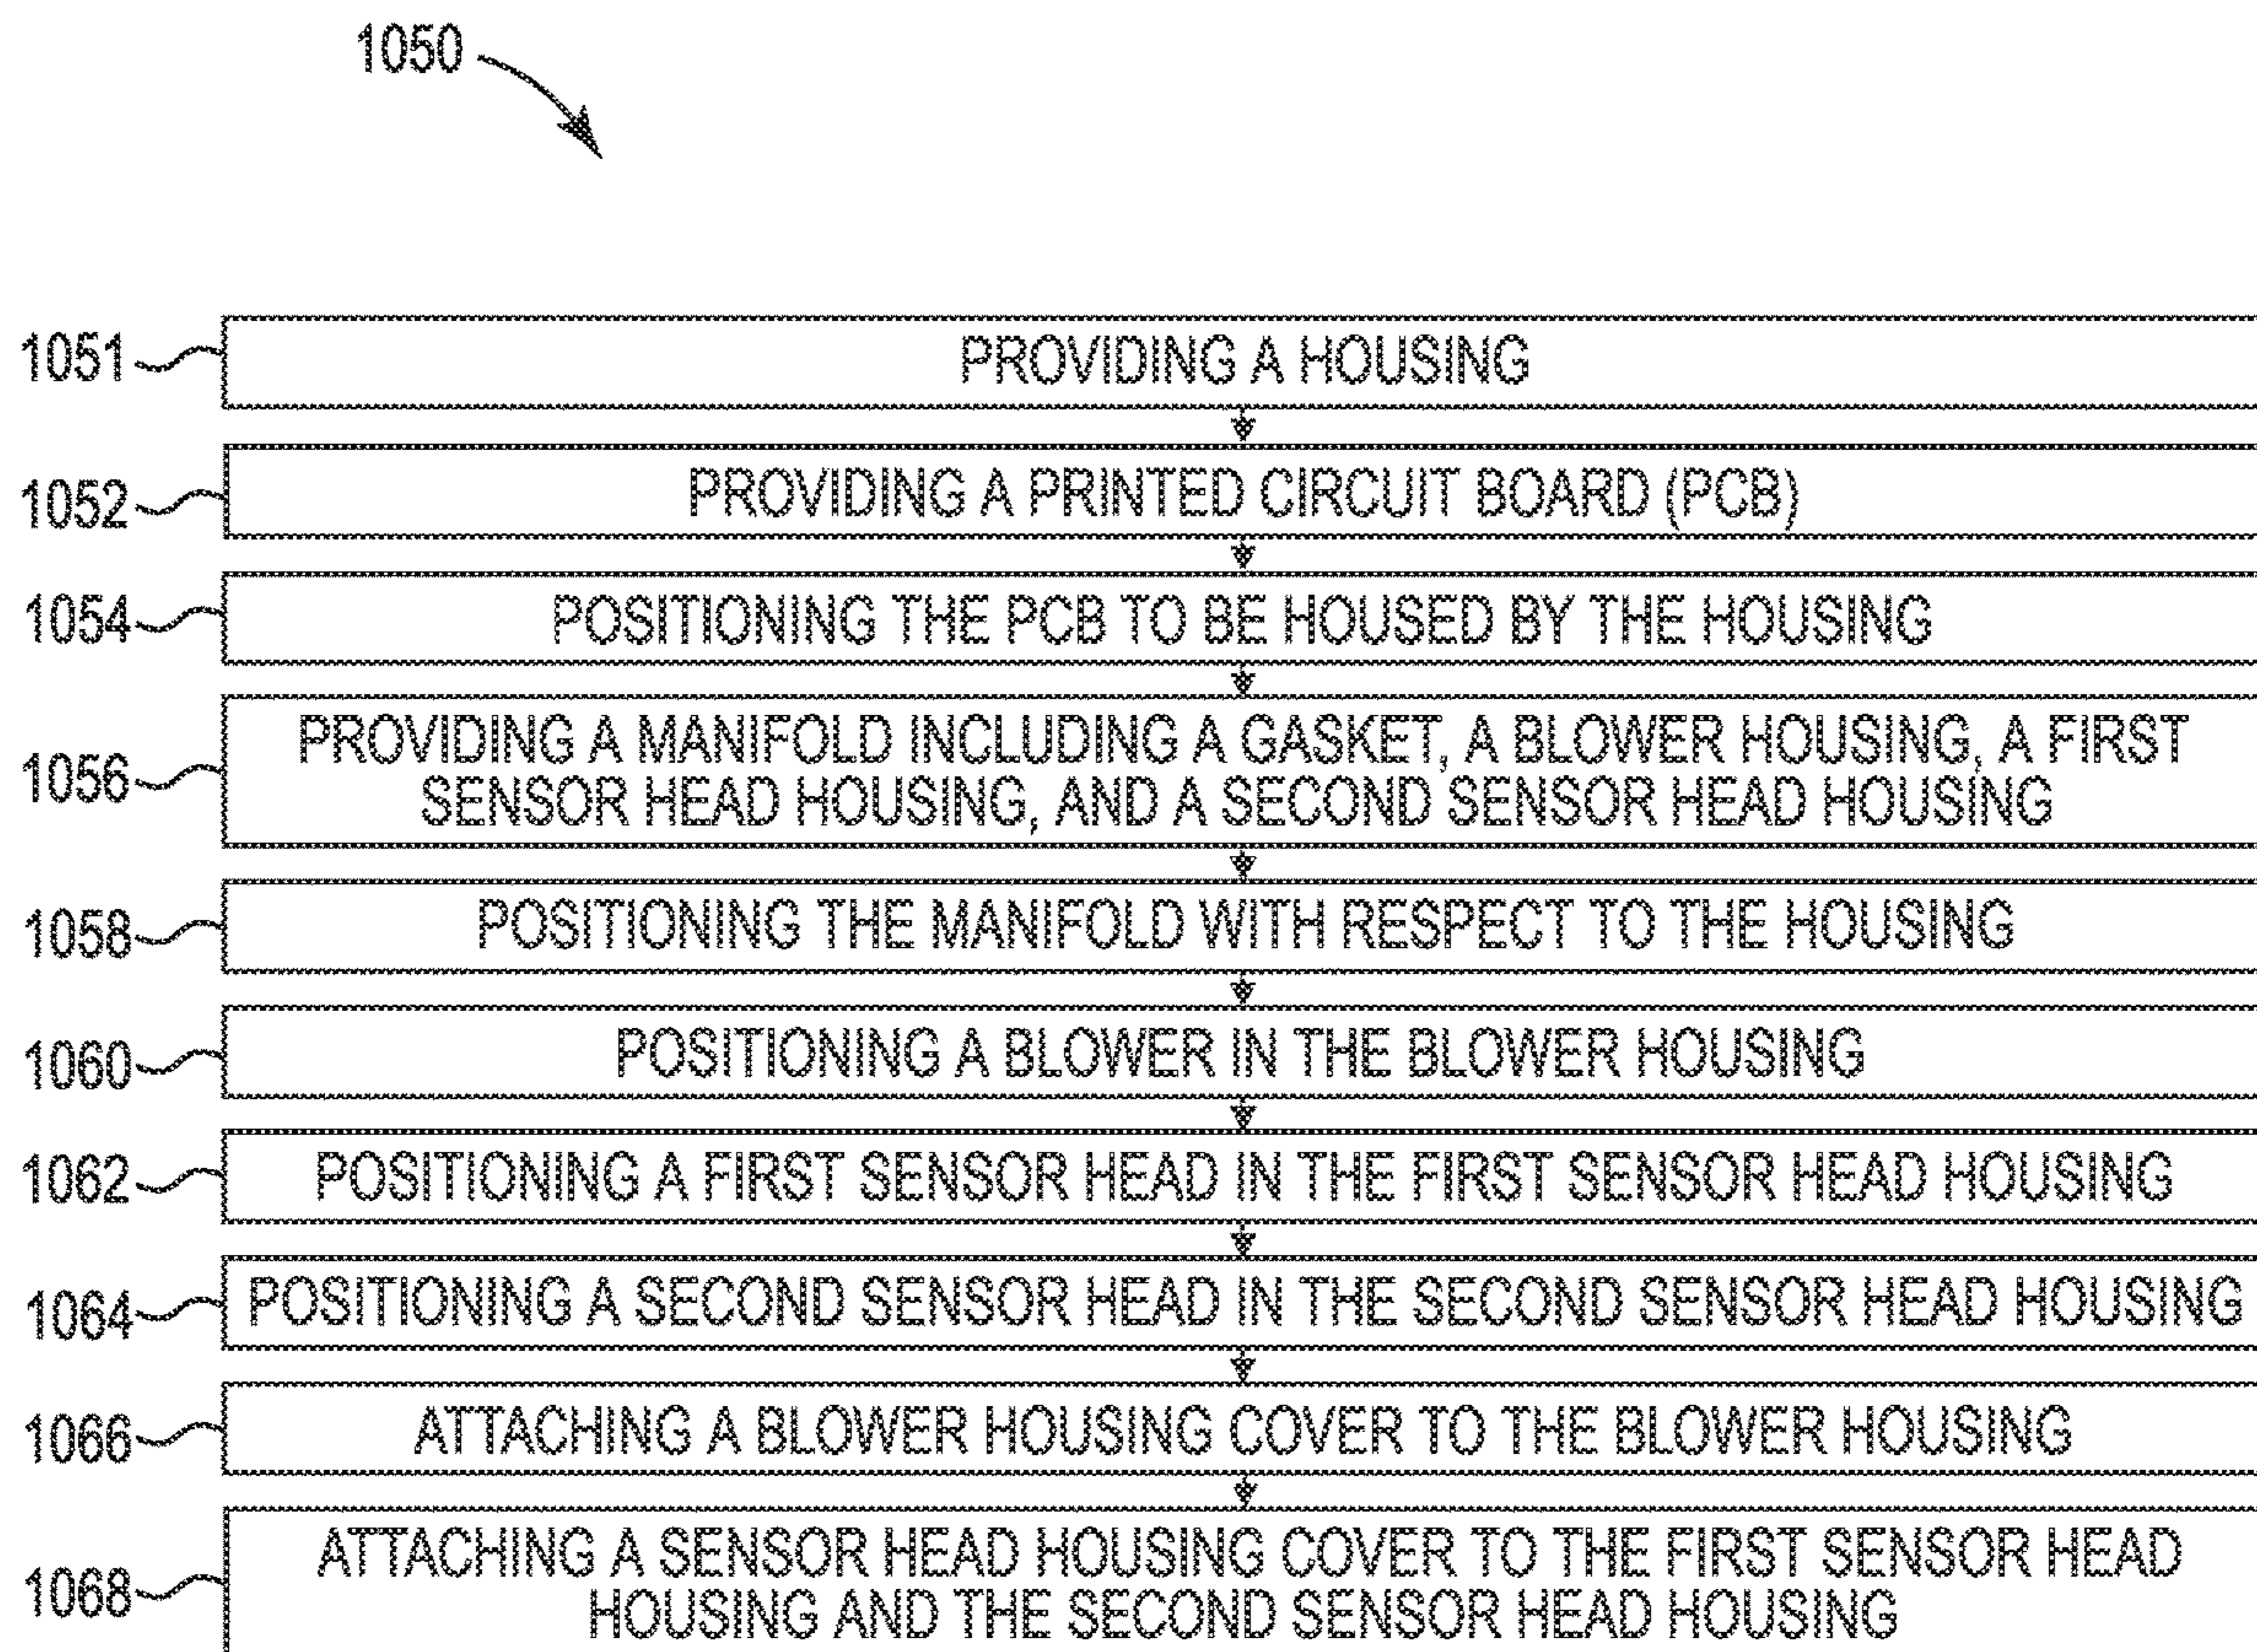 1050
1051
PROVIDING A HOUSING
1052
PROVIDING A PRINTED CIRCUIT BOARD (PCB)
1054
POSITIONING THE PCB TO BE HOUSED BY THE HOUSING
1056
PROVIDING A MANIFOLD INCLUDING A GASKET, A BLOWER HOUSING, A FIRST
SENSOR HEAD HOUSING, AND A SECOND SENSOR HEAD HOUSING
1058
POSITIONING THE MANIFOLD WITH RESPECT TO THE HOUSING
1060
POSITIONING A BLOWER IN THE BLOWER HOUSING
1062
POSITIONING A FIRST SENSOR HEAD IN THE FIRST SENSOR HEAD HOUSING
1064
POSITIONING A SECOND SENSOR HEAD IN THE SECOND SENSOR HEAD HOUSING
1066
ATTACHING A BLOWER HOUSING COVER TO THE BLOWER HOUSING
1068
ATTACHING A SENSOR HEAD HOUSING COVER TO THE FIRST SENSOR HEAD
HOUSING AND THE SECOND SENSOR HEAD HOUSING